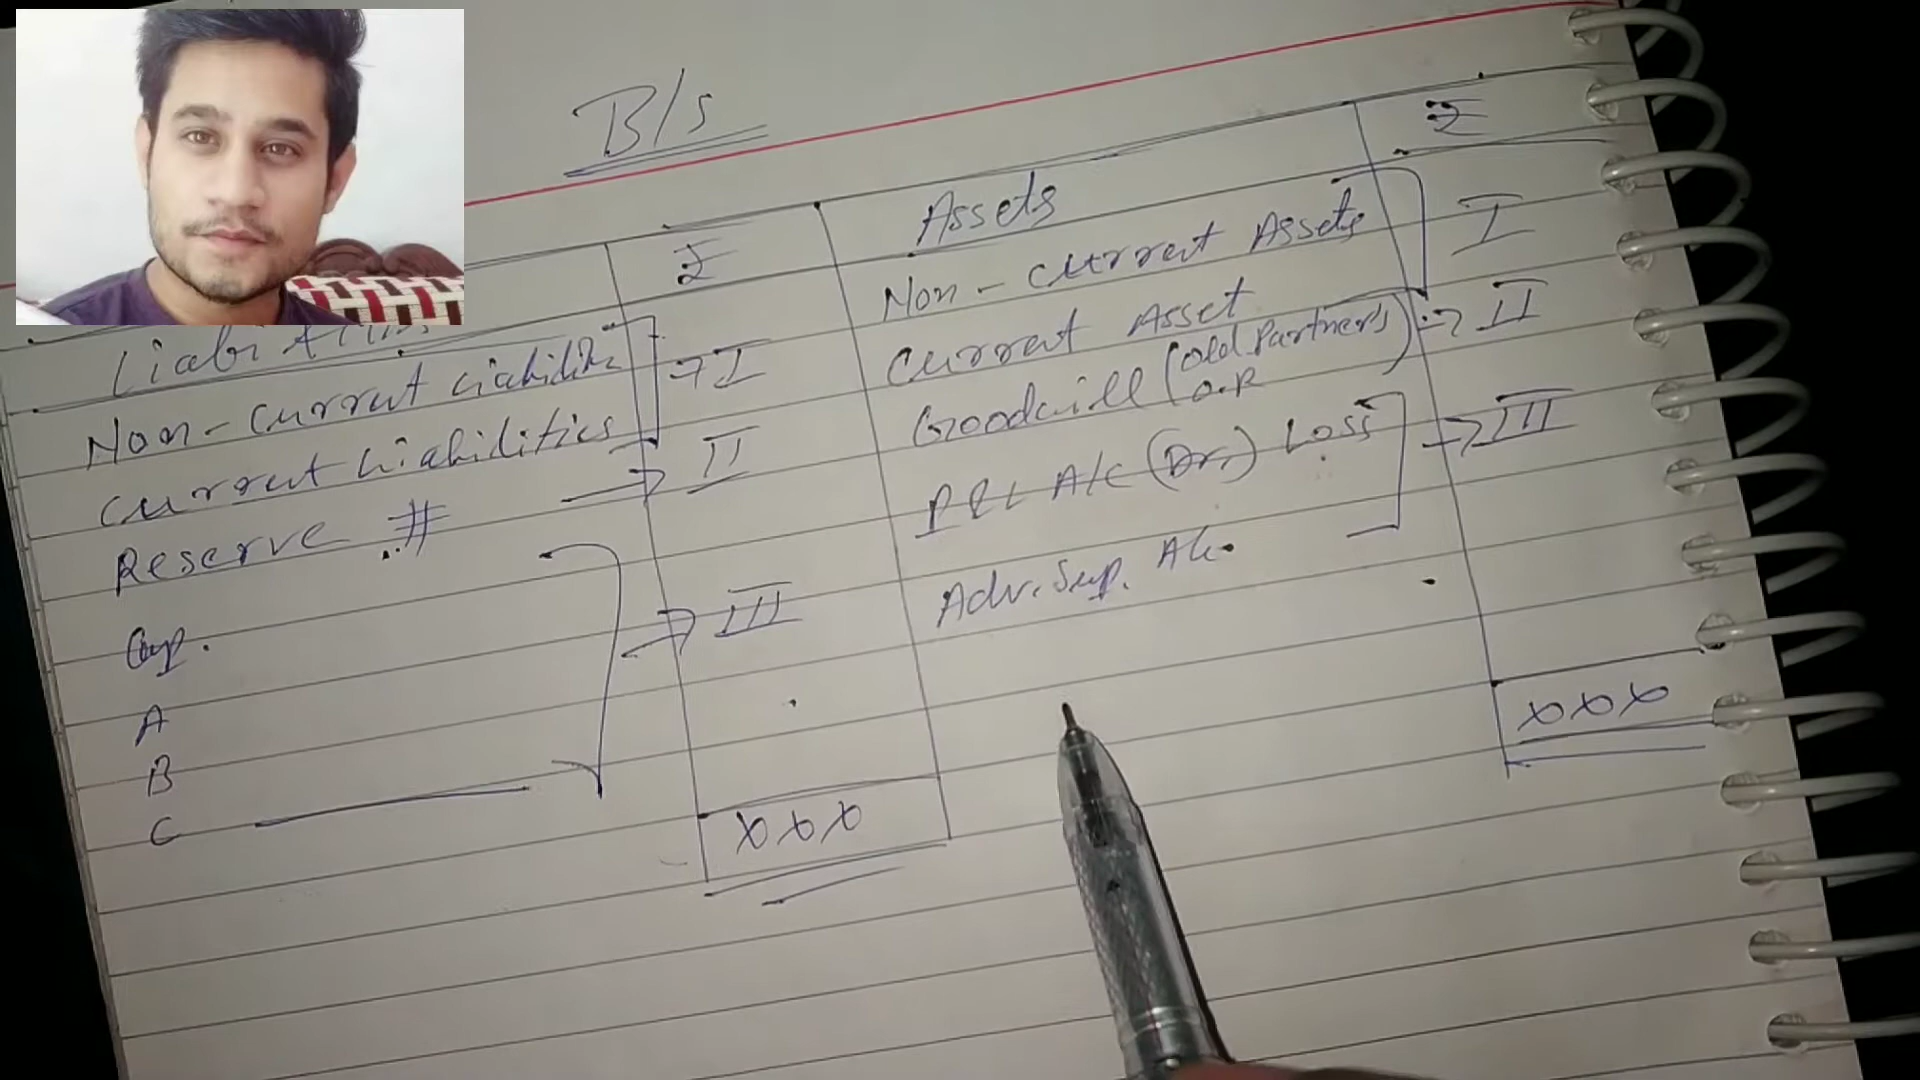 B/s
Liabilities
₹
Assets
₹
Non-current Liabilities
→ I
Current Liabilities
Reserve #
→ II
Cap.
→ III
A
B
C
xxx
Non-current Assets
I
Current Asset
Goodwill (old Partner's)
→ II
P&L A/c (Dr.) Loss
→ III
Adv. Sup. A/c.
xxx